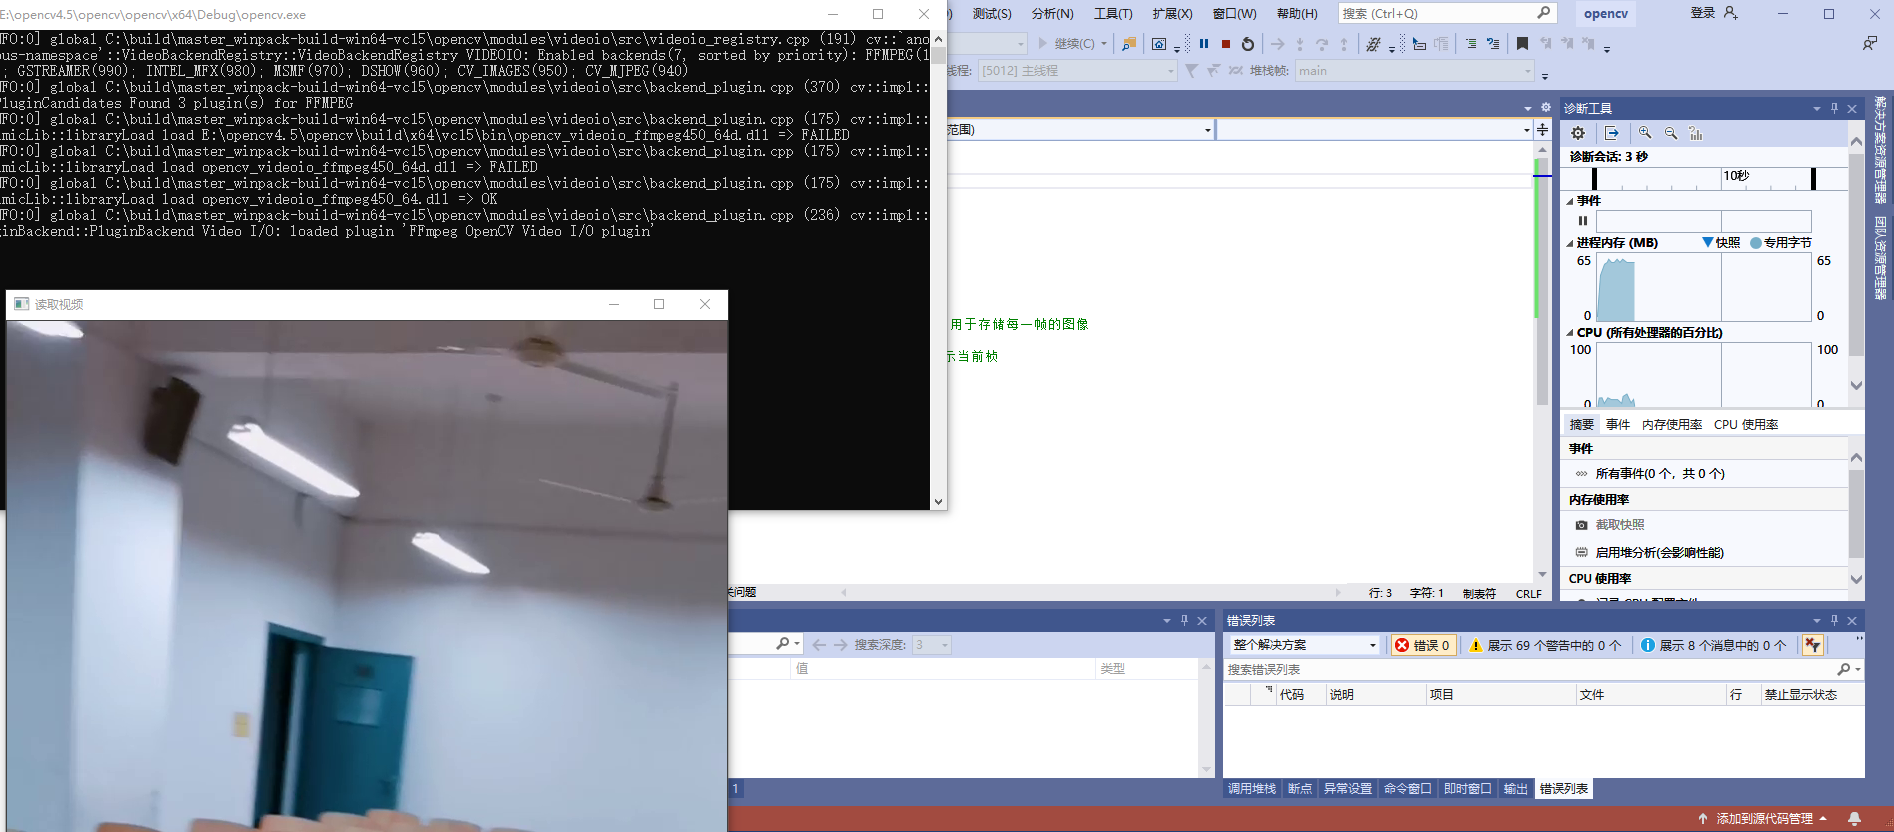 E:\opencv4.5\opencv\opencv\x64\Debug\opencv.exe
FO:0] global C:\build\master_winpack-build-win64-vc15\opencv\modules\videoio\src\videoio_registry.cpp (191) cv::`ano
us-namespace'::VideoBackendRegistry::VideoBackendRegistry VIDEOIO: Enabled backends(7, sorted by priority): FFMPEG(1
; GSTREAMER(990); INTEL_MFX(980); MSMF(970); DSHOW(960); CV_IMAGES(950); CV_MJPEG(940)
FO:0] global C:\build\master_winpack-build-win64-vc15\opencv\modules\videoio\src\backend_plugin.cpp (370) cv::impl::
PluginCandidates Found 3 plugin(s) for FFMPEG
FO:0] global C:\build\master_winpack-build-win64-vc15\opencv\modules\videoio\src\backend_plugin.cpp (175) cv::impl::
micLib::libraryLoad load E:\opencv4.5\opencv\build\x64\vc15\bin\opencv_videoio_ffmpeg450_64d.dll => FAILED
FO:0] global C:\build\master_winpack-build-win64-vc15\opencv\modules\videoio\src\backend_plugin.cpp (175) cv::impl::
micLib::libraryLoad load opencv_videoio_ffmpeg450_64d.dll => FAILED
FO:0] global C:\build\master_winpack-build-win64-vc15\opencv\modules\videoio\src\backend_plugin.cpp (175) cv::impl::
micLib::libraryLoad load opencv_videoio_ffmpeg450_64.dll => OK
FO:0] global C:\build\master_winpack-build-win64-vc15\opencv\modules\videoio\src\backend_plugin.cpp (236) cv::impl::
ginBackend::PluginBackend Video I/O: loaded plugin 'FFmpeg OpenCV Video I/O plugin'
读取视频
测试(S) 分析(N) 工具(T) 扩展(X) 窗口(W) 帮助(H) 搜索 (Ctrl+Q) opencv 登录
继续(C)
线程: [5012] 主线程 堆栈帧: main
范围)
用于存储每一帧的图像
示当前桢
关问题 行: 3 字符: 1 制表符 CRLF
诊断工具
诊断会话: 3 秒
10秒
事件
进程内存 (MB) 快照 专用字节
65 65
0 0
CPU (所有处理器的百分比)
100 100
0 0
摘要 事件 内存使用率 CPU 使用率
事件
所有事件(0 个，共 0 个)
内存使用率
截取快照
启用堆分析(会影响性能)
CPU 使用率
解决方案资源管理器
团队资源管理器
搜索深度: 3
值 类型
1
错误列表
整个解决方案 错误 0 展示 69 个警告中的 0 个 展示 8 个消息中的 0 个
搜索错误列表
代码 说明 项目 文件 行 禁止显示状态
调用堆栈 断点 异常设置 命令窗口 即时窗口 输出 错误列表
添加到源代码管理